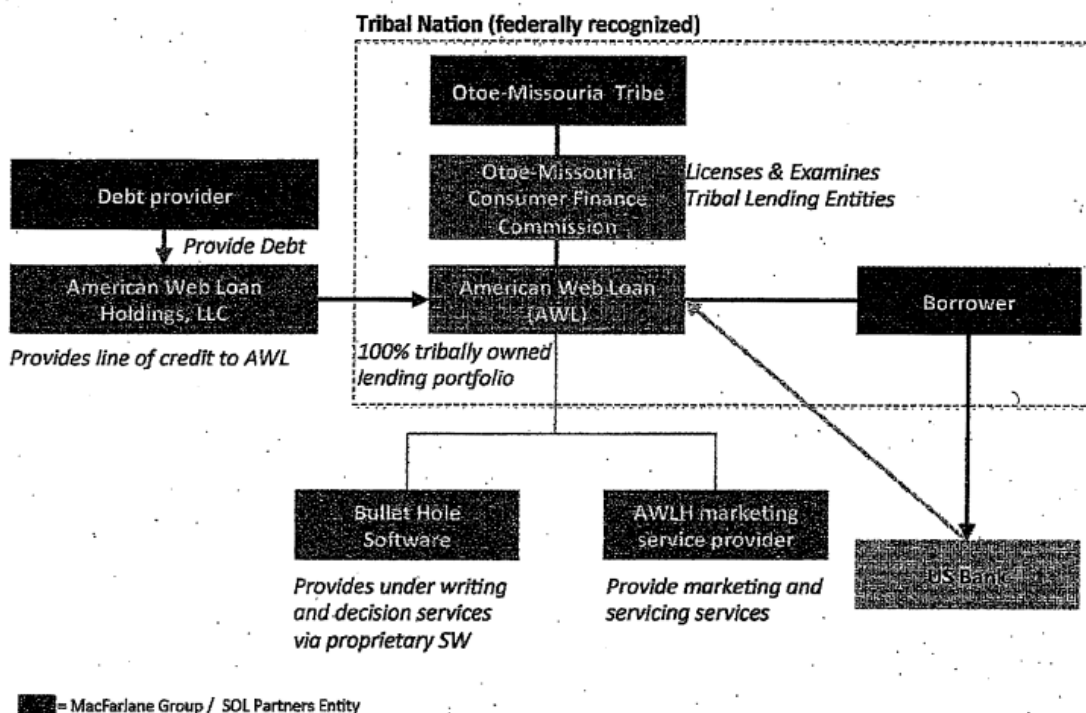 Tribal Nation (federally recognized)
Otoe-Missouria Tribe
Otoe-Missouria
Consumer Finance
Commission
Licenses & Examines
Tribal Lending Entities
Debt provider
Provide Debt
American Web Loan
Holdings, LLC
Provides line of credit to AWL
American Web Loan
(AWL)
100% tribally owned
lending portfolio
Borrower
Bullet Hole
Software
Provides under writing
and decision services
via proprietary SW
AWLH marketing
service provider
Provide marketing and
servicing services
US Bank
= MacFarlane Group / SOL Partners Entity